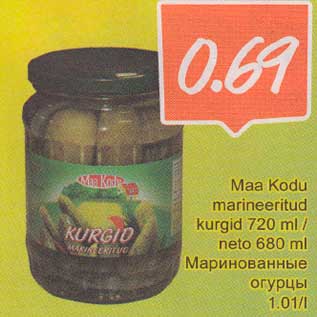 0.69
Maa Kodu
KURGID
MARINEERITUD
Maa Kodu
marineeritud
kurgid 720 ml /
neto 680 ml
Маринованные
огурцы
1.01/l